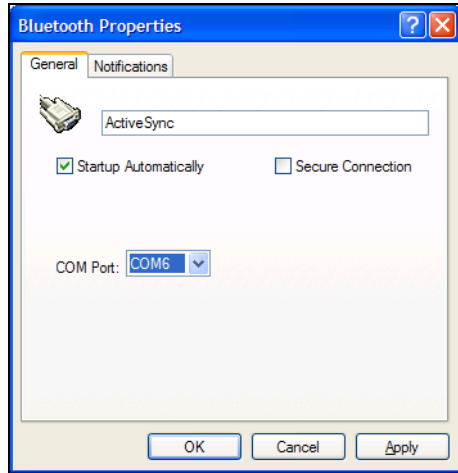 Bluetooth Properties
General Notifications
ActiveSync
Startup Automatically Secure Connection
COM Port: COM6
OK Cancel Apply